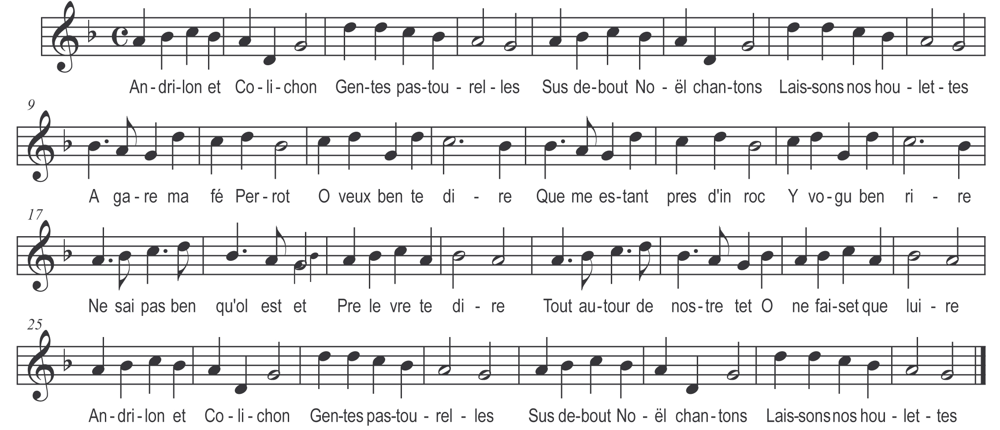 An - dri - lon et Co - li - chon Gen - tes pas - tou - rel - les Sus de - bout No - ël chan - tons Lais - sons nos hou - let - tes
9
A ga - re ma fé Per - rot O veux ben te di - re Que me es - tant pres d'in roc Y vo - gu ben ri - re
17
Ne sai pas ben qu'ol est et Pre le vre te di - re Tout au - tour de nos - tre tet O ne fai - set que lui - re
25
An - dri - lon et Co - li - chon Gen - tes pas - tou - rel - les Sus de - bout No - ël chan - tons Lais - sons nos hou - let - tes